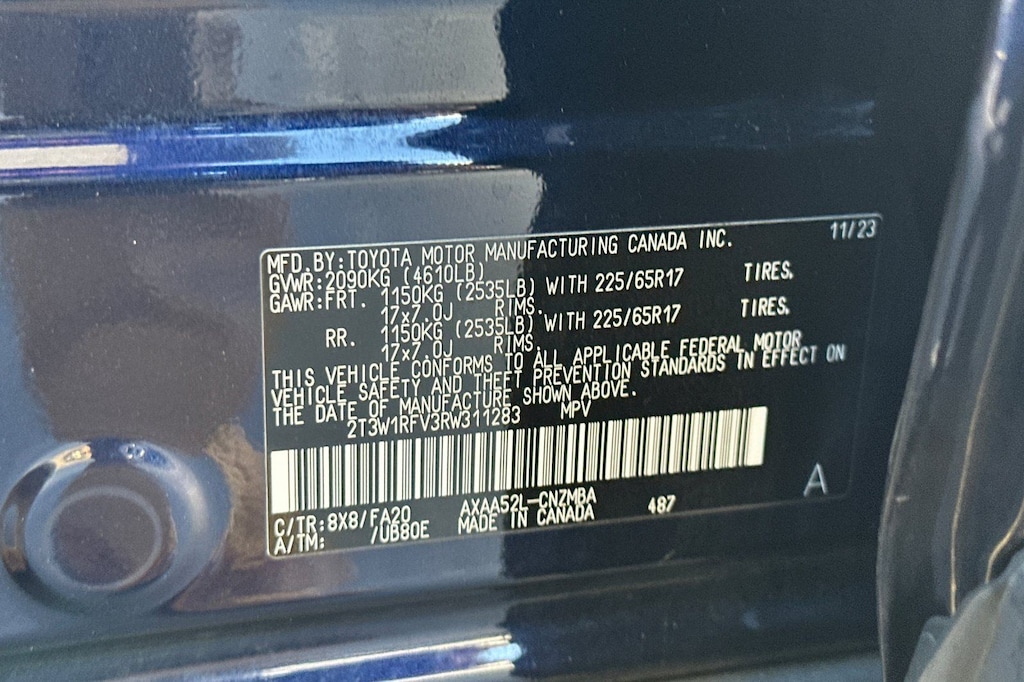 11/23
MFD.BY:TOYOTA MOTOR MANUFACTURING CANADA INC.
GVWR:2090KG (4610LB)
GAWR:FRT. 1150KG (2535LB) WITH 225/65R17 TIRES,
17x7.0J RIMS.
RR. 1150KG (2535LB) WITH 225/65R17 TIRES,
17x7.0J RIMS.
THIS VEHICLE CONFORMS TO ALL APPLICABLE FEDERAL MOTOR
VEHICLE SAFETY AND THEFT PREVENTION STANDARDS IN EFFECT ON
THE DATE OF MANUFACTURE SHOWN ABOVE.
2T3W1RFV3RW311283 MPV
A
C/TR:8X8/FA20 AXAA52L-CNZMBA 487
A/TM: /UB80E MADE IN CANADA